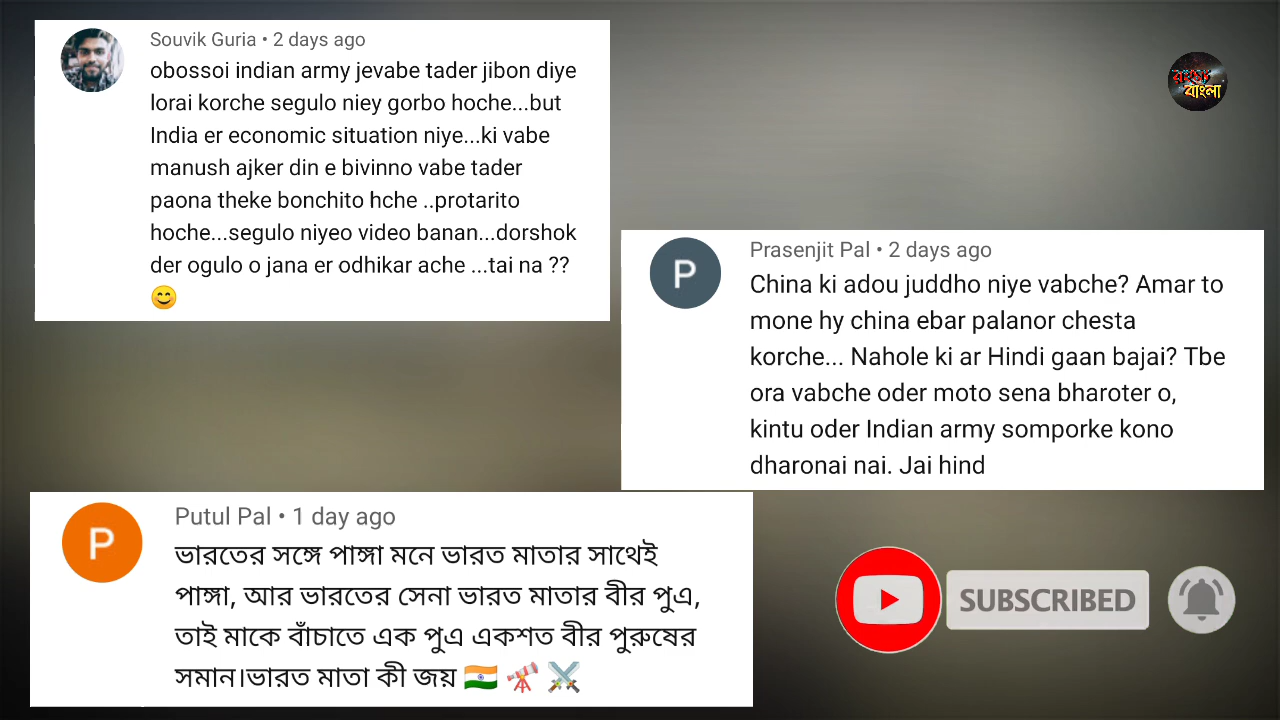 Souvik Guria • 2 days ago
obossoi indian army jevabe tader jibon diye
lorai korche segulo niey gorbo hoche...but
India er economic situation niye...ki vabe
manush ajker din e bivinno vabe tader
paona theke bonchito hche ..protarito
hoche...segulo niyeo video banan...dorshok
der ogulo o jana er odhikar ache ...tai na ??
😊
বাংলা
P
Prasenjit Pal • 2 days ago
China ki adou juddho niye vabche? Amar to
mone hy china ebar palanor chesta
korche... Nahole ki ar Hindi gaan bajai? Tbe
ora vabche oder moto sena bharoter o,
kintu oder Indian army somporke kono
dharonai nai. Jai hind
P
Putul Pal • 1 day ago
ভারতের সঙ্গে পাঙ্গা মনে ভারত মাতার সাথেই
পাঙ্গা, আর ভারতের সেনা ভারত মাতার বীর পুএ,
তাই মাকে বাঁচাতে এক পুএ একশত বীর পুরুষের
সমান।ভারত মাতা কী জয় 🇮🇳 🔭 ⚔️
SUBSCRIBED